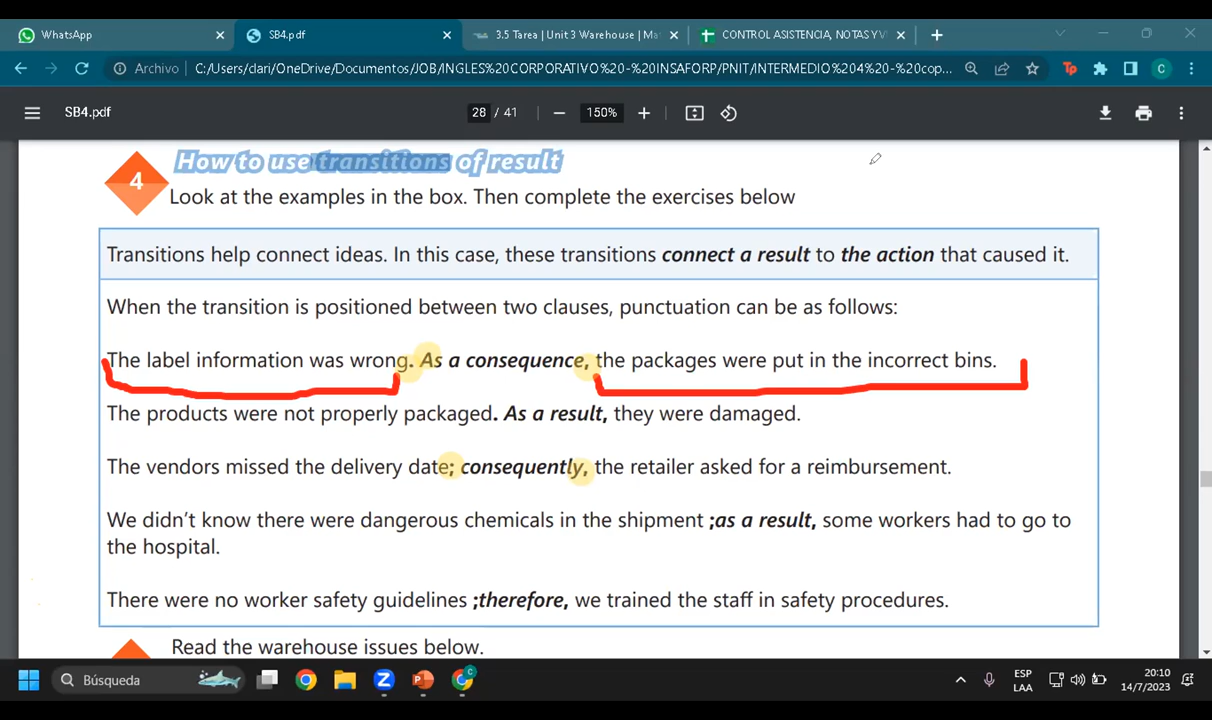 WhatsApp
SB4.pdf
3.5 Tarea | Unit 3 Warehouse | Ma
CONTROL ASISTENCIA, NOTAS Y V
Archivo
C:/Users/clari/OneDrive/Documentos/JOB/INGLES%20CORPORATIVO%20-%20INSAFORP/PNIT/INTERMEDIO%204%20-%20cop...
C
SB4.pdf
28 / 41
150%
4
How to use transitions of result
Look at the examples in the box. Then complete the exercises below
Transitions help connect ideas. In this case, these transitions connect a result to the action that caused it.
When the transition is positioned between two clauses, punctuation can be as follows:
The label information was wrong. As a consequence, the packages were put in the incorrect bins.
The products were not properly packaged. As a result, they were damaged.
The vendors missed the delivery date; consequently, the retailer asked for a reimbursement.
We didn't know there were dangerous chemicals in the shipment ;as a result, some workers had to go to
the hospital.
There were no worker safety guidelines ;therefore, we trained the staff in safety procedures.
Read the warehouse issues below.
Búsqueda
ESP
LAA
20:10
14/7/2023